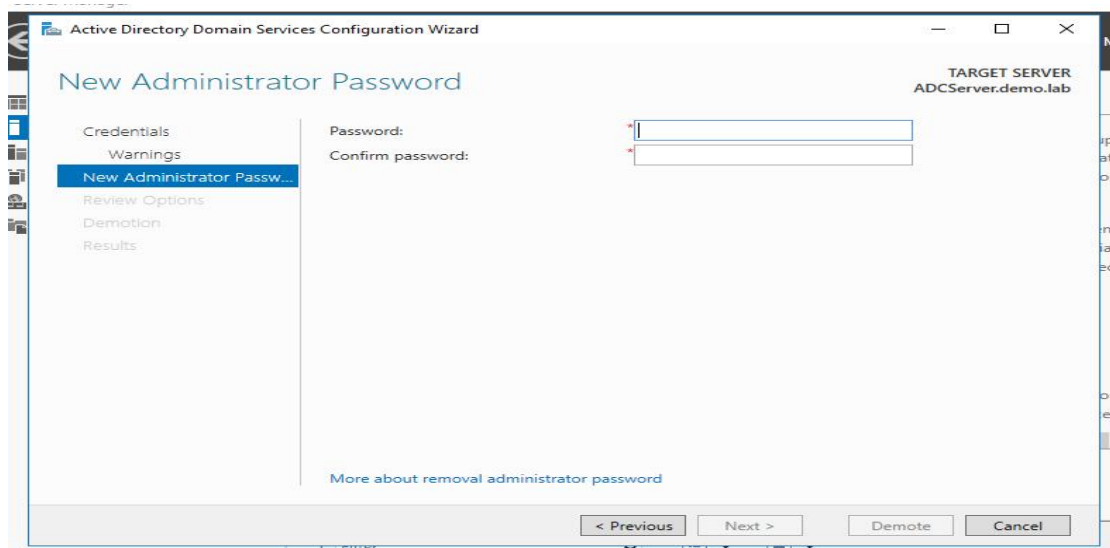 Active Directory Domain Services Configuration Wizard
New Administrator Password
TARGET SERVER
ADCServer.demo.lab
Credentials
Warnings
New Administrator Passw...
Review Options
Demotion
Results
Password: *
Confirm password: *
More about removal administrator password
< Previous Next > Demote Cancel